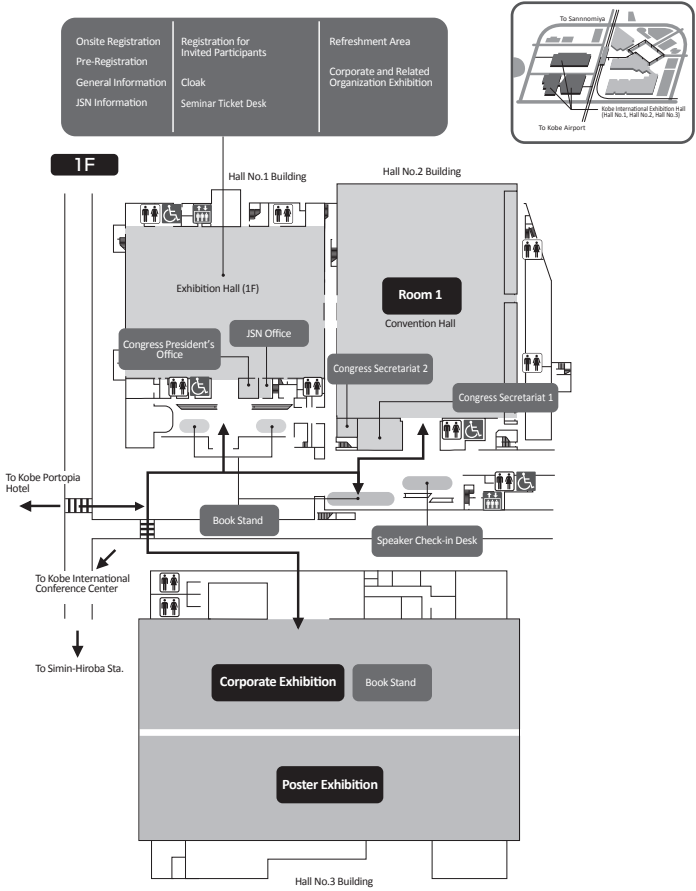 Onsite Registration
Pre-Registration
General Information
JSN Information
Registration for
Invited Participants
Cloak
Seminar Ticket Desk
Refreshment Area
Corporate and Related
Organization Exhibition
To Sannnomiya
Kobe International Exhibition Hall
(Hall No.1, Hall No.2, Hall No.3)
To Kobe Airport
1F
Hall No.1 Building
Hall No.2 Building
Exhibition Hall (1F)
Room 1
Convention Hall
JSN Office
Congress President's
Office
Congress Secretariat 2
Congress Secretariat 1
To Kobe Portopia
Hotel
Book Stand
Speaker Check-in Desk
To Kobe International
Conference Center
To Simin-Hiroba Sta.
Corporate Exhibition
Book Stand
Poster Exhibition
Hall No.3 Building